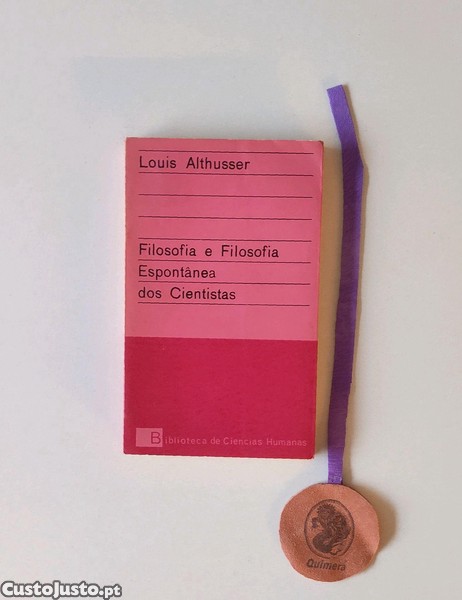 Louis Althusser
Filosofia e Filosofia
Espontânea
dos Cientistas
Biblioteca de Ciencias Humanas
Quimera
CustoJusto.pt